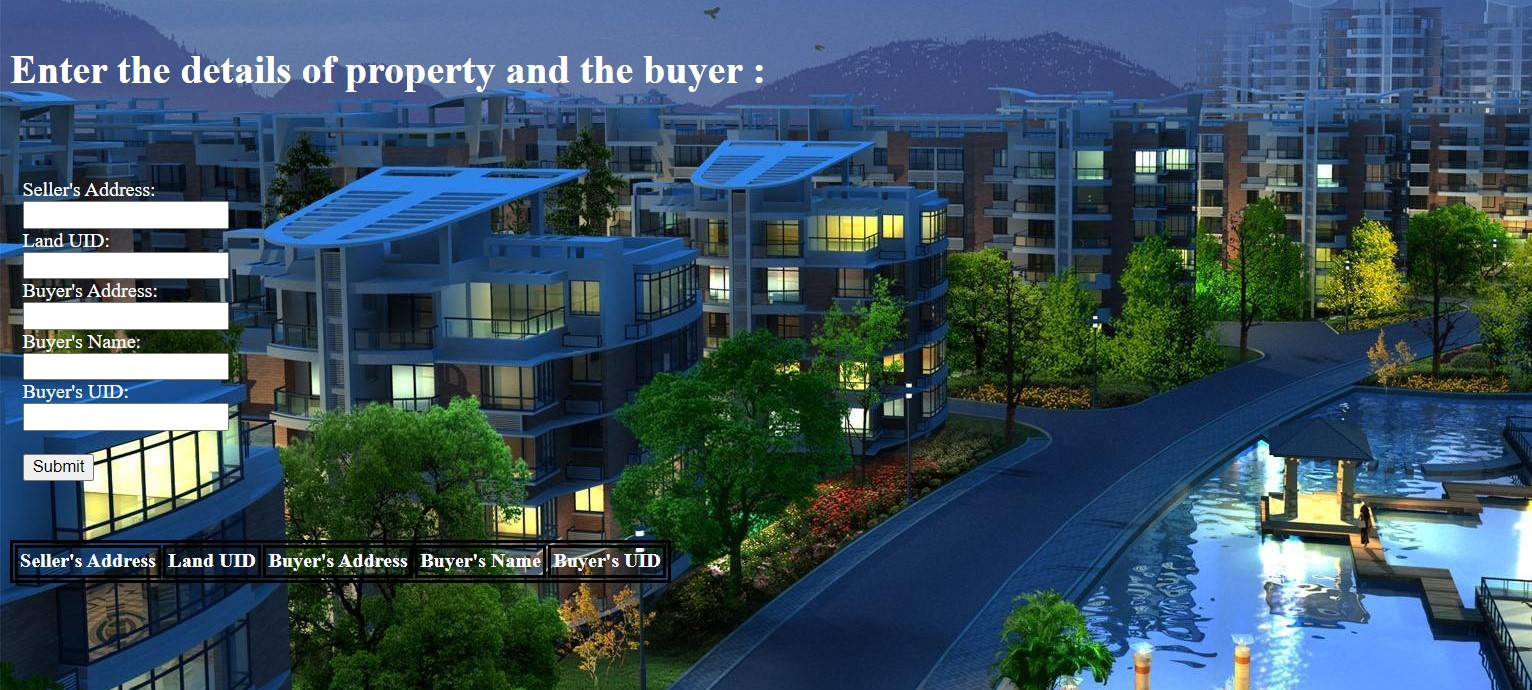 Enter the details of property and the buyer :
Seller's Address:
Land UID:
Buyer's Address:
Buyer's Name:
Buyer's UID:
Submit
Seller's Address Land UID Buyer's Address Buyer's Name Buyer's UID